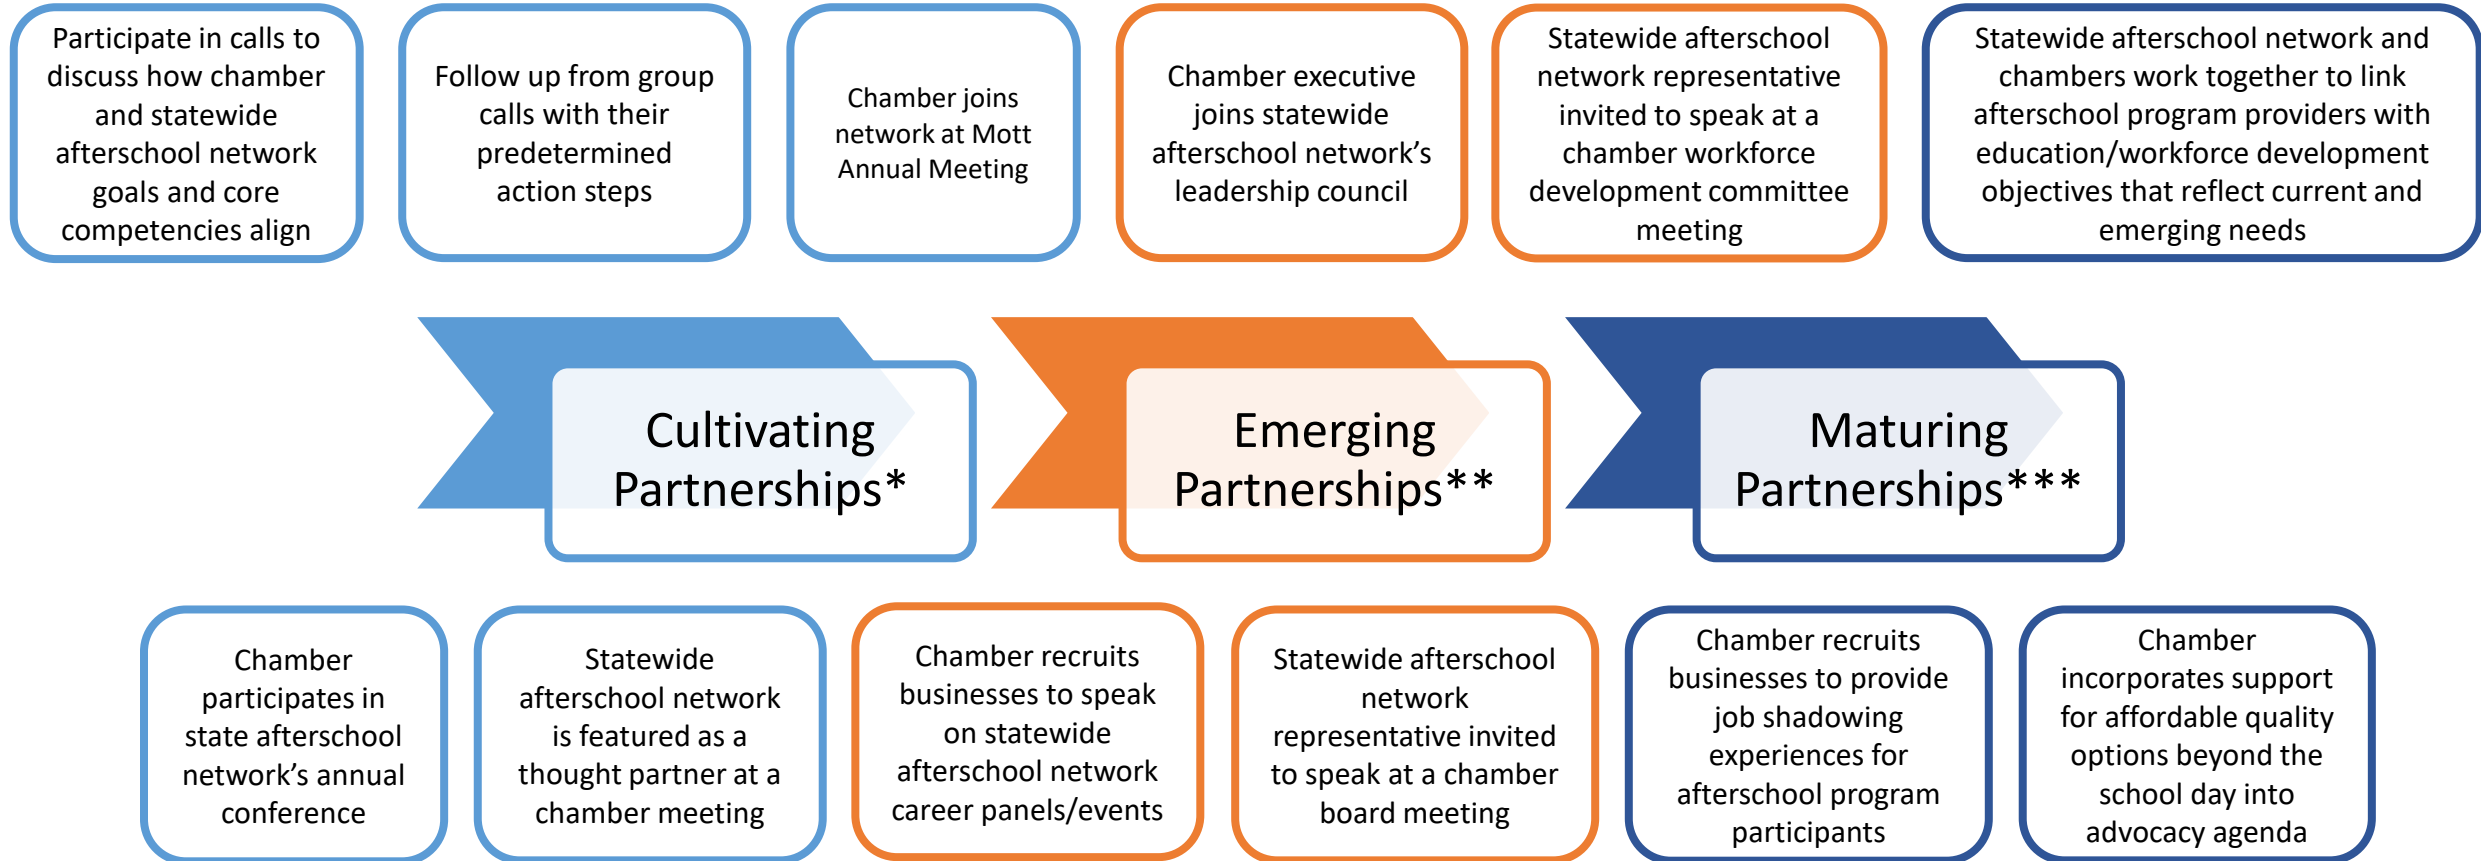 Participate in calls to
discuss how chamber
and statewide
afterschool network
goals and core
competencies align
Follow up from group
calls with their
predetermined
action steps
Chamber joins
network at Mott
Annual Meeting
Chamber executive
joins statewide
afterschool network’s
leadership council
Statewide afterschool
network representative
invited to speak at a
chamber workforce
development committee
meeting
Statewide afterschool network and
chambers work together to link
afterschool program providers with
education/workforce development
objectives that reflect current and
emerging needs
Cultivating
Partnerships*
Emerging
Partnerships**
Maturing
Partnerships***
Chamber
participates in
state afterschool
network’s annual
conference
Statewide
afterschool network
is featured as a
thought partner at a
chamber meeting
Chamber recruits
businesses to speak
on statewide
afterschool network
career panels/events
Statewide afterschool
network
representative invited
to speak at a chamber
board meeting
Chamber recruits
businesses to provide
job shadowing
experiences for
afterschool program
participants
Chamber
incorporates support
for affordable quality
options beyond the
school day into
advocacy agenda